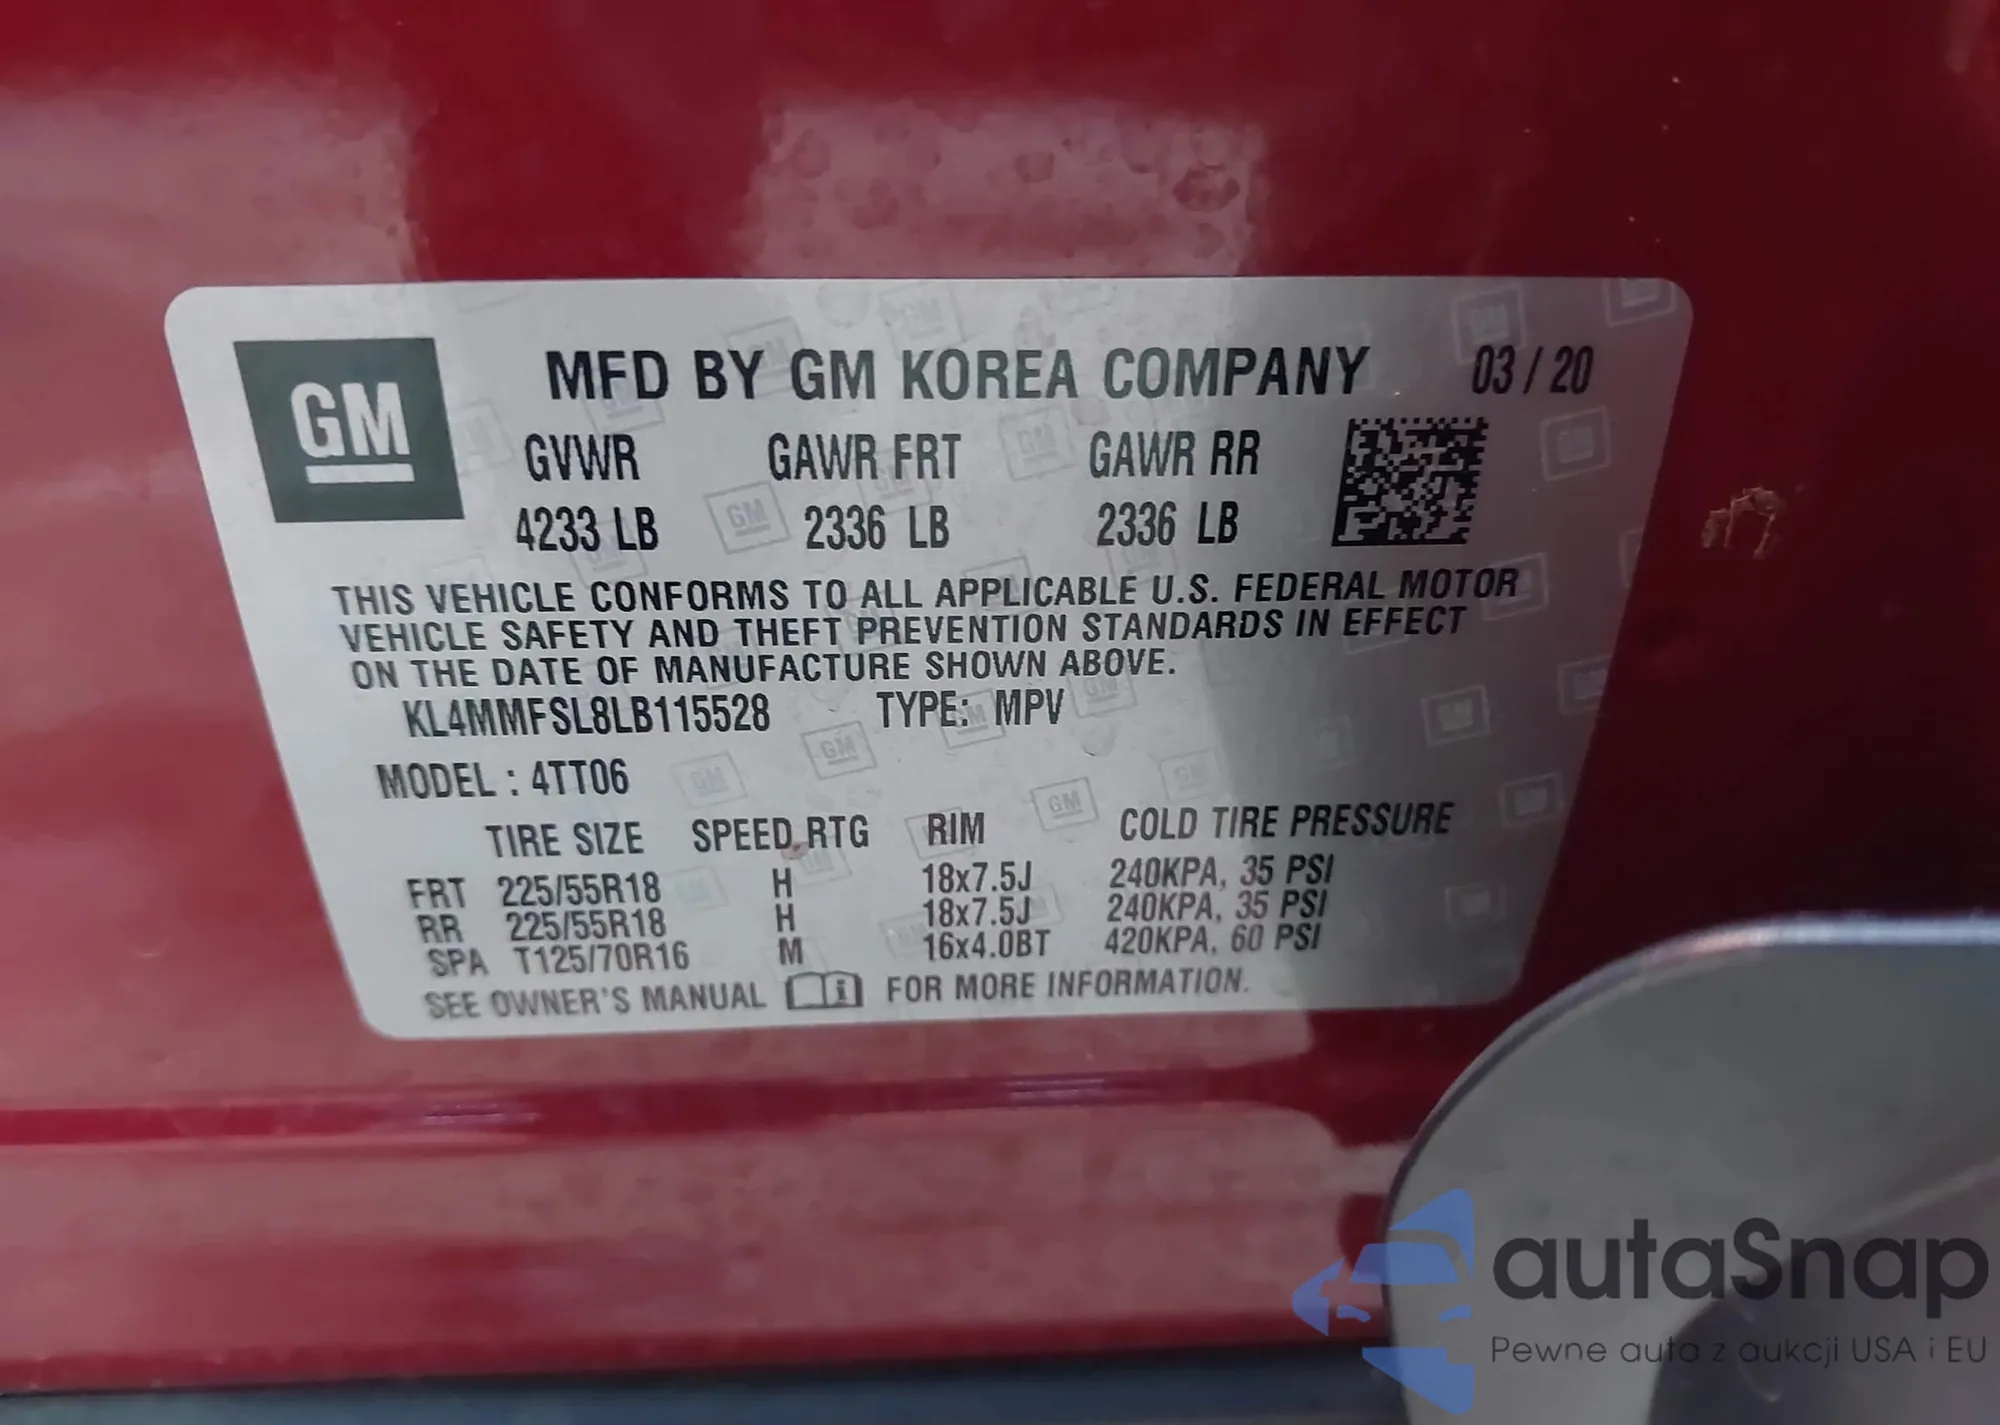 GM
MFD BY GM KOREA COMPANY 03 / 20
GVWR GAWR FRT GAWR RR
4233 LB 2336 LB 2336 LB
THIS VEHICLE CONFORMS TO ALL APPLICABLE U.S. FEDERAL MOTOR
VEHICLE SAFETY AND THEFT PREVENTION STANDARDS IN EFFECT
ON THE DATE OF MANUFACTURE SHOWN ABOVE.
KL4MMFSL8LB115528 TYPE: MPV
MODEL : 4TT06
TIRE SIZE SPEED RTG RIM COLD TIRE PRESSURE
FRT 225/55R18 H 18x7.5J 240KPA, 35 PSI
RR 225/55R18 H 18x7.5J 240KPA, 35 PSI
SPA T125/70R16 M 16x4.0BT 420KPA, 60 PSI
SEE OWNER'S MANUAL i FOR MORE INFORMATION.
autaSnap
Pewne auta z aukcji USA i EU